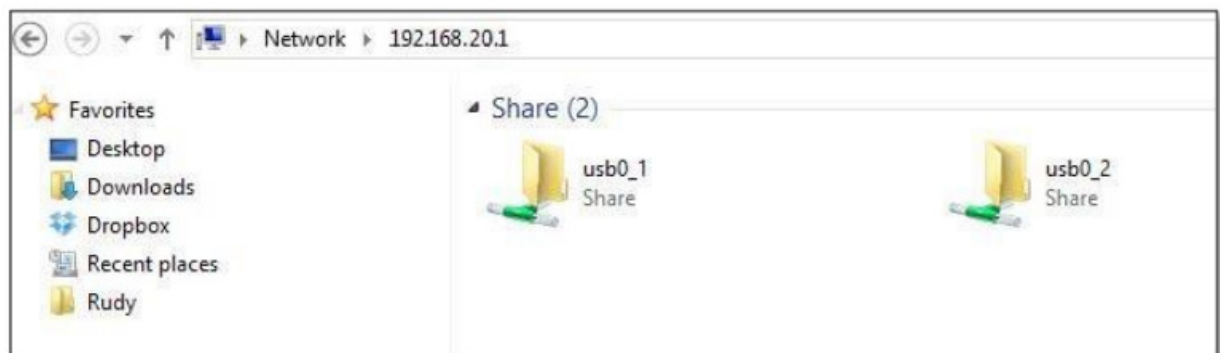 Network 192.168.20.1
Favorites
Desktop
Downloads
Dropbox
Recent places
Rudy
Share (2)
usb0_1
Share
usb0_2
Share